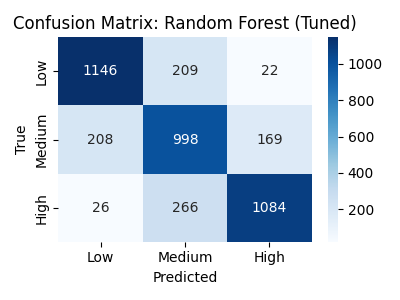 Confusion Matrix: Random Forest (Tuned)
True
Low
1146 209 22
Medium
208 998 169
High
26 266 1084
Low Medium High
Predicted
1000
800
600
400
200